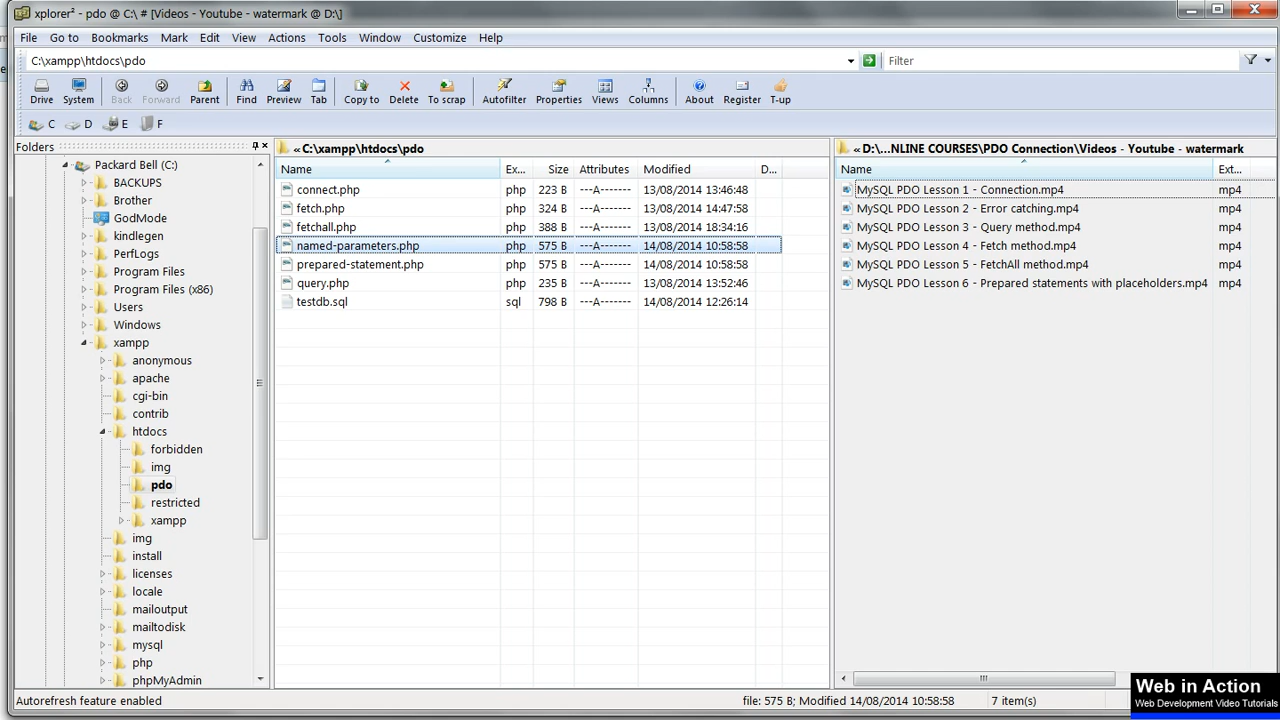 xplorer² - pdo @ C:\ # [Videos - Youtube - watermark @ D:\]
File Go to Bookmarks Mark Edit View Actions Tools Window Customize Help
C:\xampp\htdocs\pdo Filter
Drive System Back Forward Parent Find Preview Tab Copy to Delete To scrap Autofilter Properties Views Columns About Register T-up
C D E F
Folders
Packard Bell (C:)
BACKUPS
Brother
GodMode
kindlegen
PerfLogs
Program Files
Program Files (x86)
Users
Windows
xampp
anonymous
apache
cgi-bin
contrib
htdocs
forbidden
img
pdo
restricted
xampp
img
install
licenses
locale
mailoutput
mailtodisk
mysql
php
phpMyAdmin
« C:\xampp\htdocs\pdo
Name Ex... Size Attributes Modified D...
connect.php php 223 B ---A------- 13/08/2014 13:46:48
fetch.php php 324 B ---A------- 13/08/2014 14:47:58
fetchall.php php 388 B ---A------- 13/08/2014 18:34:16
named-parameters.php php 575 B ---A------- 14/08/2014 10:58:58
prepared-statement.php php 575 B ---A------- 14/08/2014 10:58:58
query.php php 235 B ---A------- 13/08/2014 13:52:46
testdb.sql sql 798 B ---A------- 14/08/2014 12:26:14
« D:\...NLINE COURSES\PDO Connection\Videos - Youtube - watermark
Name Ext...
MySQL PDO Lesson 1 - Connection.mp4 mp4
MySQL PDO Lesson 2 - Error catching.mp4 mp4
MySQL PDO Lesson 3 - Query method.mp4 mp4
MySQL PDO Lesson 4 - Fetch method.mp4 mp4
MySQL PDO Lesson 5 - FetchAll method.mp4 mp4
MySQL PDO Lesson 6 - Prepared statements with placeholders.mp4 mp4
Autorefresh feature enabled file: 575 B; Modified 14/08/2014 10:58:58 7 item(s)
Web in Action
Web Development Video Tutorials